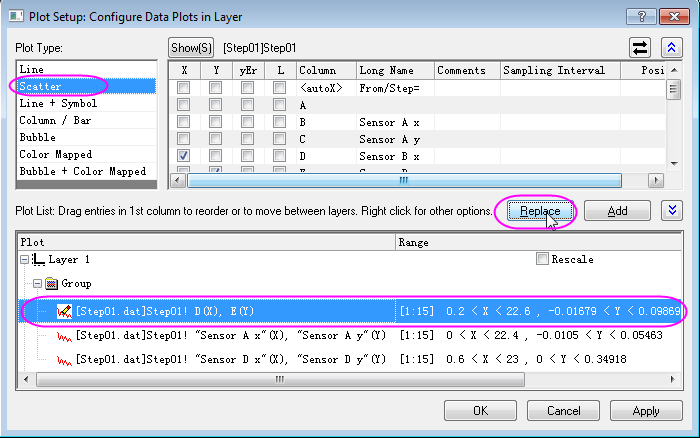 Plot Setup: Configure Data Plots in Layer
Plot Type:
Line
Scatter
Line + Symbol
Column / Bar
Bubble
Color Mapped
Bubble + Color Mapped
Show(S) [Step01]Step01
X Y yEr L Column Long Name Comments Sampling Interval Posi
<autoX> From/Step=
A
B Sensor A x
C Sensor A y
D Sensor B x
Plot List: Drag entries in 1st column to reorder or to move between layers. Right click for other options. Replace Add
Plot Range
Layer 1 Rescale
Group
[Step01.dat]Step01! D(X), E(Y) [1:15] 0.2 < X < 22.6 , -0.01679 < Y < 0.09869
[Step01.dat]Step01! "Sensor A x"(X), "Sensor A y"(Y) [1:15] 0 < X < 22.4 , -0.0105 < Y < 0.05463
[Step01.dat]Step01! "Sensor D x"(X), "Sensor D y"(Y) [1:15] 0.6 < X < 23 , 0 < Y < 0.34918
OK Cancel Apply